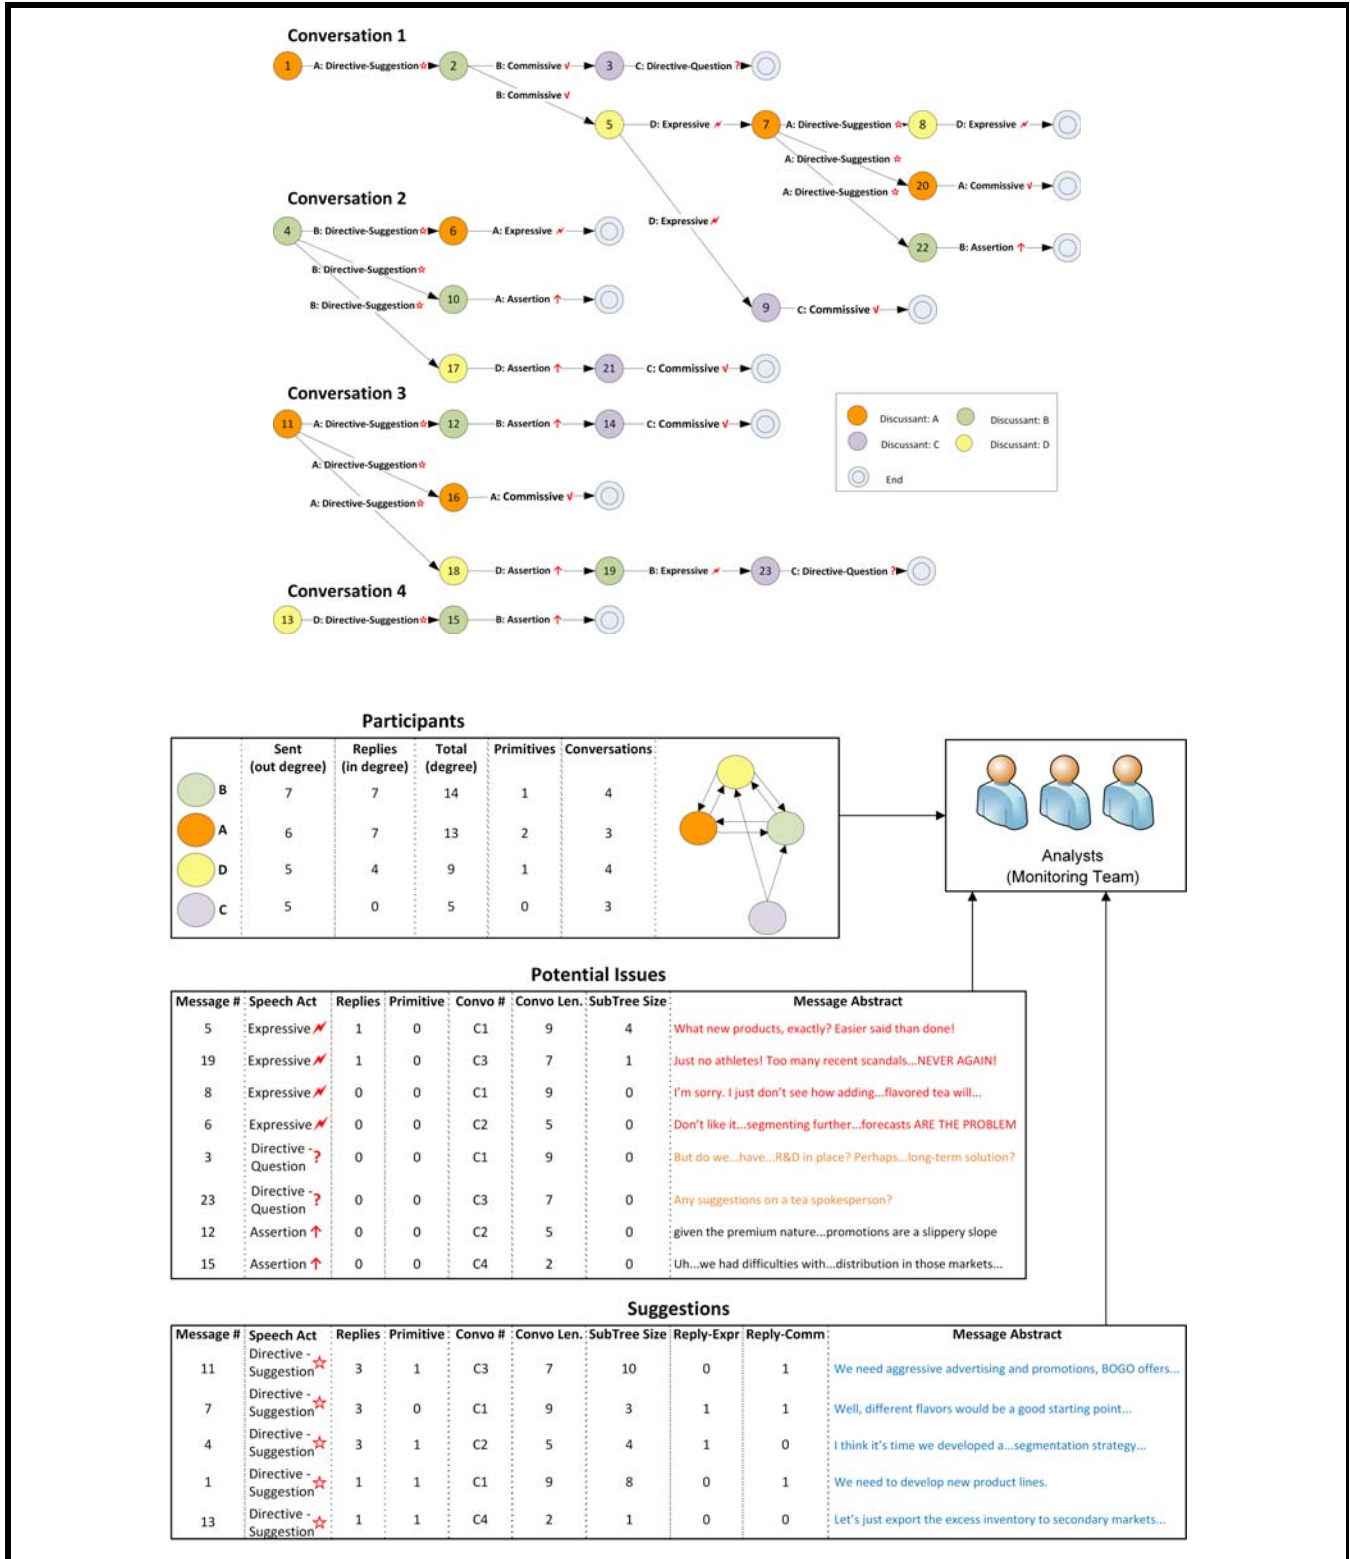 Conversation 1
1 A: Directive-Suggestion 2 B: Commissive √ 3 C: Directive-Question ?
B: Commissive √
5 D: Expressive 7 A: Directive-Suggestion 8 D: Expressive
A: Directive-Suggestion
20 A: Commissive √
A: Directive-Suggestion
D: Expressive
22 B: Assertion ↑
9 C: Commissive √
Conversation 2
4 B: Directive-Suggestion 6 A: Expressive
B: Directive-Suggestion
10 A: Assertion ↑
B: Directive-Suggestion
17 D: Assertion ↑ 21 C: Commissive √
Conversation 3
11 A: Directive-Suggestion 12 B: Assertion ↑ 14 C: Commissive √
A: Directive-Suggestion
16 A: Commissive √
A: Directive-Suggestion
18 D: Assertion ↑ 19 B: Expressive 23 C: Directive-Question ?
Conversation 4
13 D: Directive-Suggestion 15 B: Assertion ↑
Discussant: A Discussant: B
Discussant: C Discussant: D
End
Participants
Sent Replies Total Primitives Conversations
(out degree) (in degree) (degree)
B 7 7 14 1 4
A 6 7 13 2 3
D 5 4 9 1 4
C 5 0 5 0 3
Analysts
(Monitoring Team)
Potential Issues
Message # Speech Act Replies Primitive Convo # Convo Len. SubTree Size Message Abstract
5 Expressive 1 0 C1 9 4 What new products, exactly? Easier said than done!
19 Expressive 1 0 C3 7 1 Just no athletes! Too many recent scandals...NEVER AGAIN!
8 Expressive 0 0 C1 9 0 I'm sorry. I just don't see how adding...flavored tea will...
6 Expressive 0 0 C2 5 0 Don't like it...segmenting further...forecasts ARE THE PROBLEM
3 Directive - Question ? 0 0 C1 9 0 But do we...have...R&D in place? Perhaps...long-term solution?
23 Directive - Question ? 0 0 C3 7 0 Any suggestions on a tea spokesperson?
12 Assertion ↑ 0 0 C2 5 0 given the premium nature...promotions are a slippery slope
15 Assertion ↑ 0 0 C4 2 0 Uh...we had difficulties with...distribution in those markets...
Suggestions
Message # Speech Act Replies Primitive Convo # Convo Len. SubTree Size Reply-Expr Reply-Comm Message Abstract
11 Directive - Suggestion 3 1 C3 7 10 0 1 We need aggressive advertising and promotions, BOGO offers...
7 Directive - Suggestion 3 0 C1 9 3 1 1 Well, different flavors would be a good starting point...
4 Directive - Suggestion 3 1 C2 5 4 1 0 I think it's time we developed a...segmentation strategy...
1 Directive - Suggestion 1 1 C1 9 8 0 1 We need to develop new product lines.
13 Directive - Suggestion 1 1 C4 2 1 0 0 Let's just export the excess inventory to secondary markets...